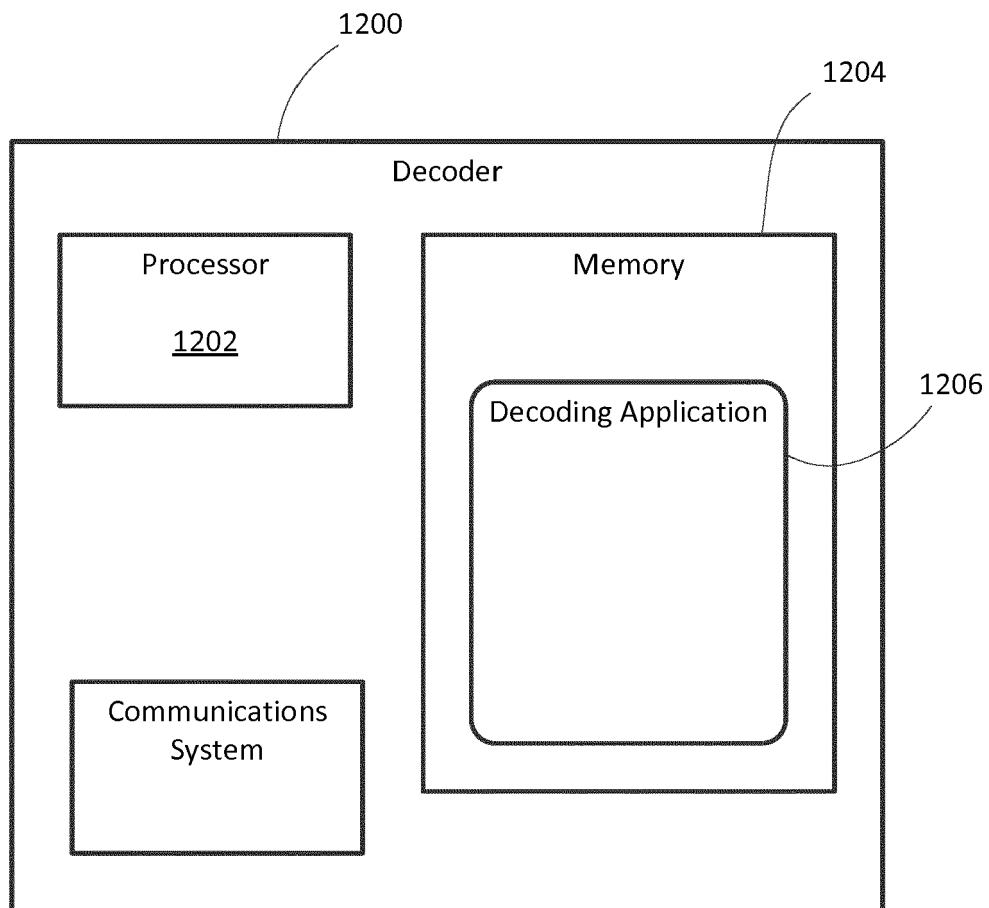 1200
1204
Decoder
Processor
Memory
1202
1206
Decoding Application
Communications
System